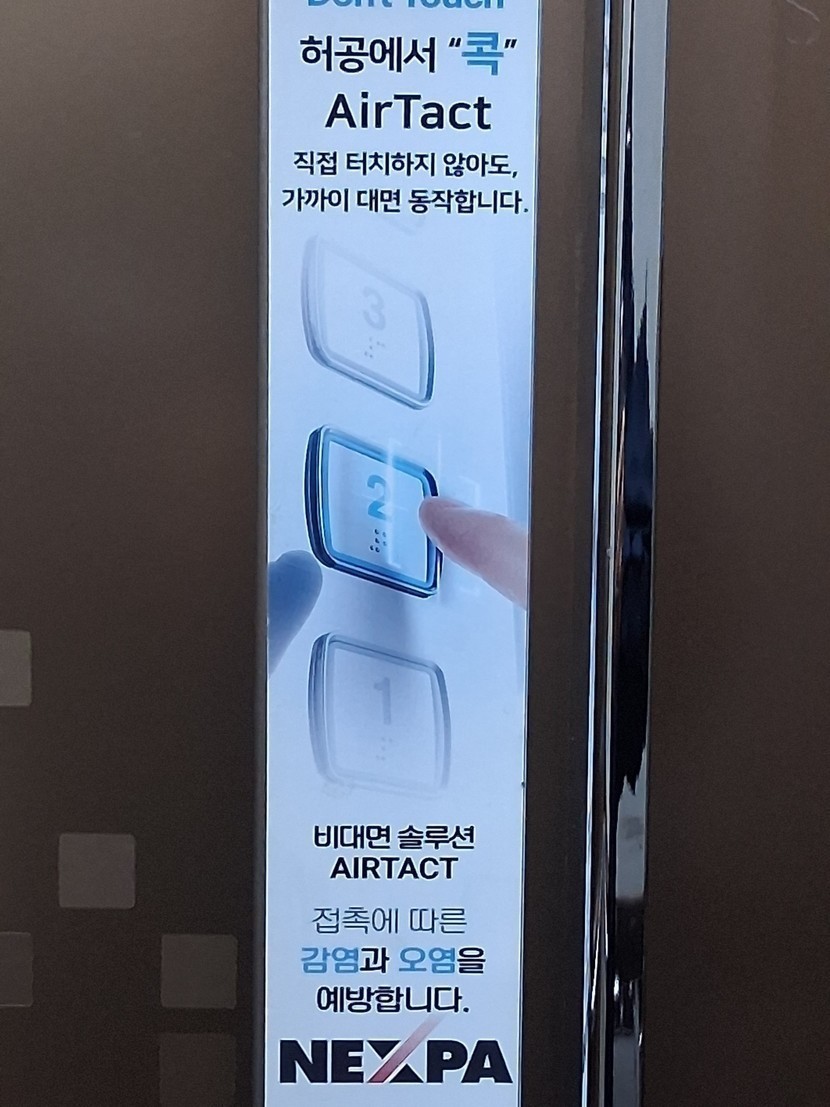 Don't Touch
허공에서 “콕”
AirTact
직접 터치하지 않아도,
가까이 대면 동작합니다.
3
2
1
비대면 솔루션
AIRTACT
접촉에 따른
감염과 오염을
예방합니다.
NEXPA